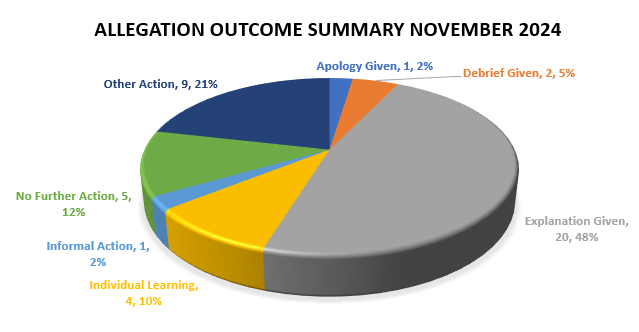 ALLEGATION OUTCOME SUMMARY NOVEMBER 2024
Apology Given, 1, 2%
Debrief Given, 2, 5%
Other Action, 9, 21%
No Further Action, 5,
12%
Explanation Given,
20, 48%
Informal Action, 1,
2%
Individual Learning,
4, 10%